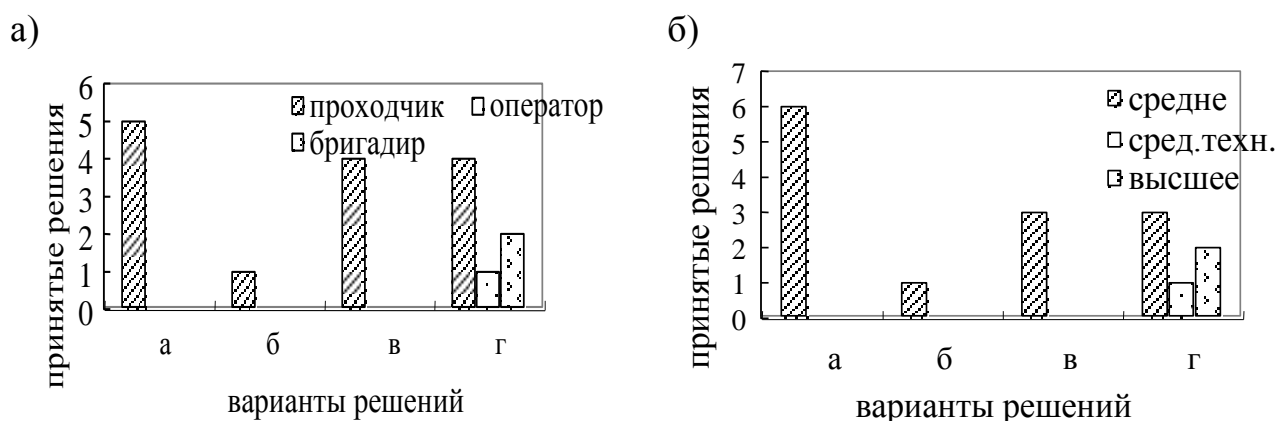 а)
6
5
4
3
2
1
0
принятые решения
проходчик оператор
бригадир
а б в г
варианты решений
б)
7
6
5
4
3
2
1
0
принятые решения
средне
сред.техн.
высшее
а б в г
варианты решений